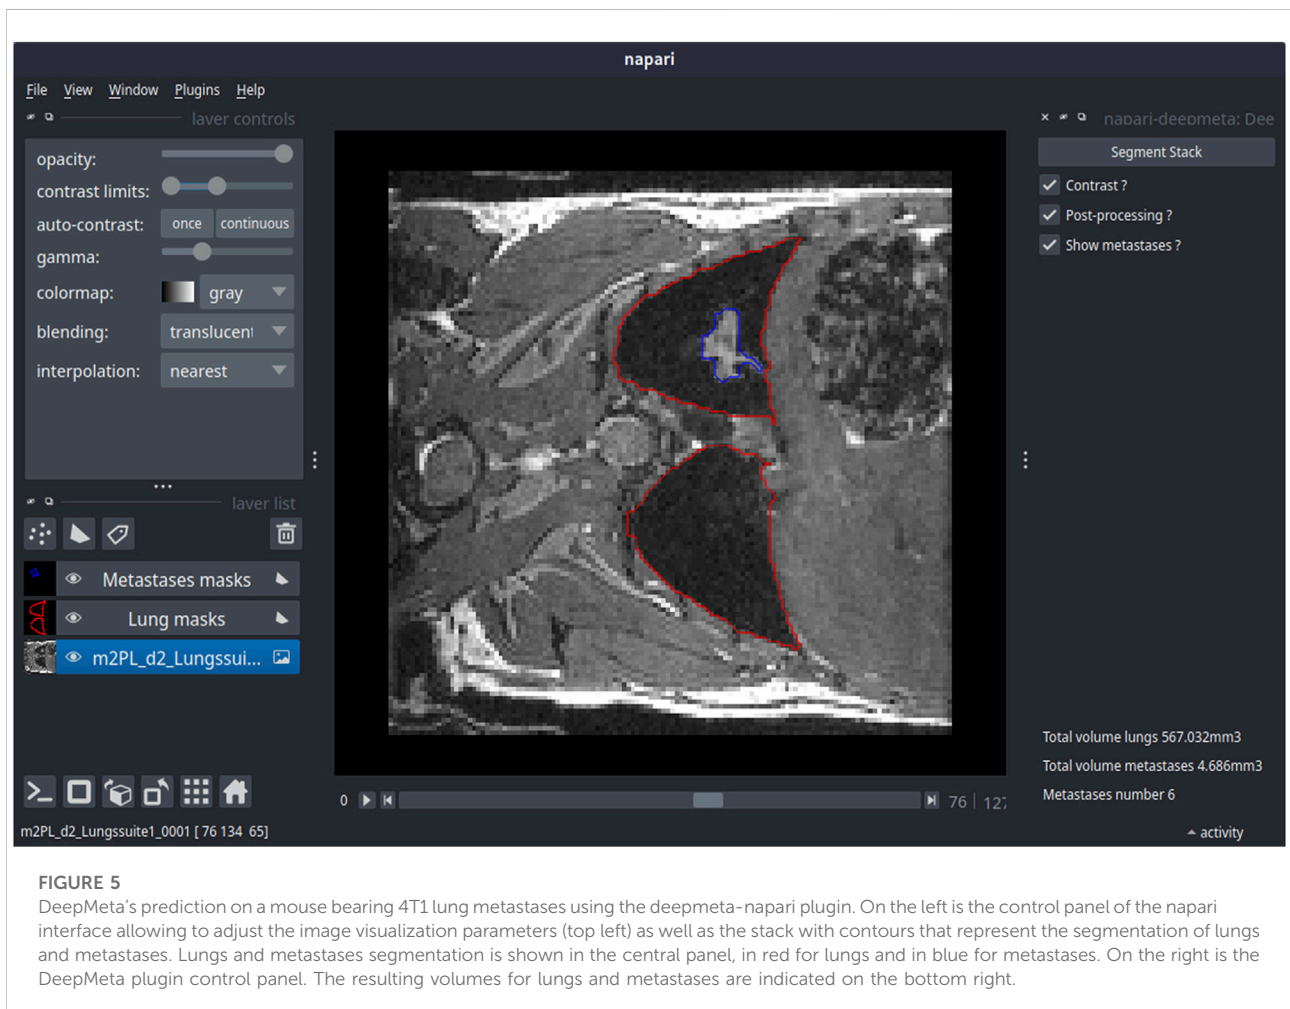 napari
File View Window Plugins Help
layer controls
opacity:
contrast limits:
auto-contrast: once continuous
gamma:
colormap: gray
blending: translucent
interpolation: nearest
layer list
Metastases masks
Lung masks
m2PL_d2_Lungssui...
m2PL_d2_Lungssuite1_0001 [ 76 134 65]
0
76 | 127
napari-deepmeta: Dee
Segment Stack
Contrast ?
Post-processing ?
Show metastases ?
Total volume lungs 567.032mm3
Total volume metastases 4.686mm3
Metastases number 6
activity
FIGURE 5
DeepMeta's prediction on a mouse bearing 4T1 lung metastases using the deepmeta-napari plugin. On the left is the control panel of the napari
interface allowing to adjust the image visualization parameters (top left) as well as the stack with contours that represent the segmentation of lungs
and metastases. Lungs and metastases segmentation is shown in the central panel, in red for lungs and in blue for metastases. On the right is the
DeepMeta plugin control panel. The resulting volumes for lungs and metastases are indicated on the bottom right.